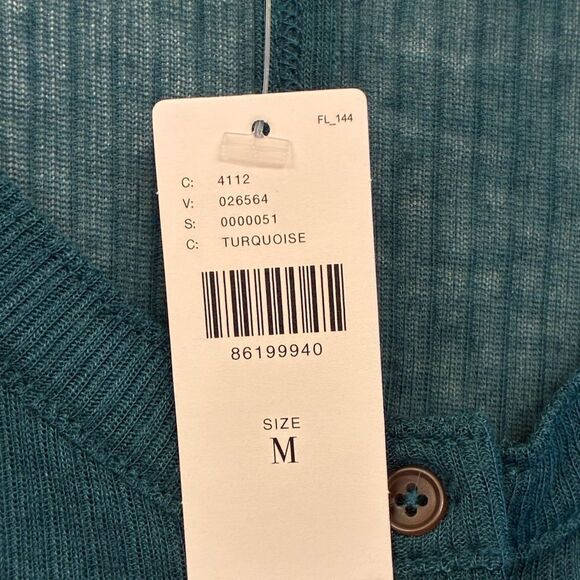 FL_144
C: 4112
V: 026564
S: 0000051
C: TURQUOISE
86199940
SIZE
M